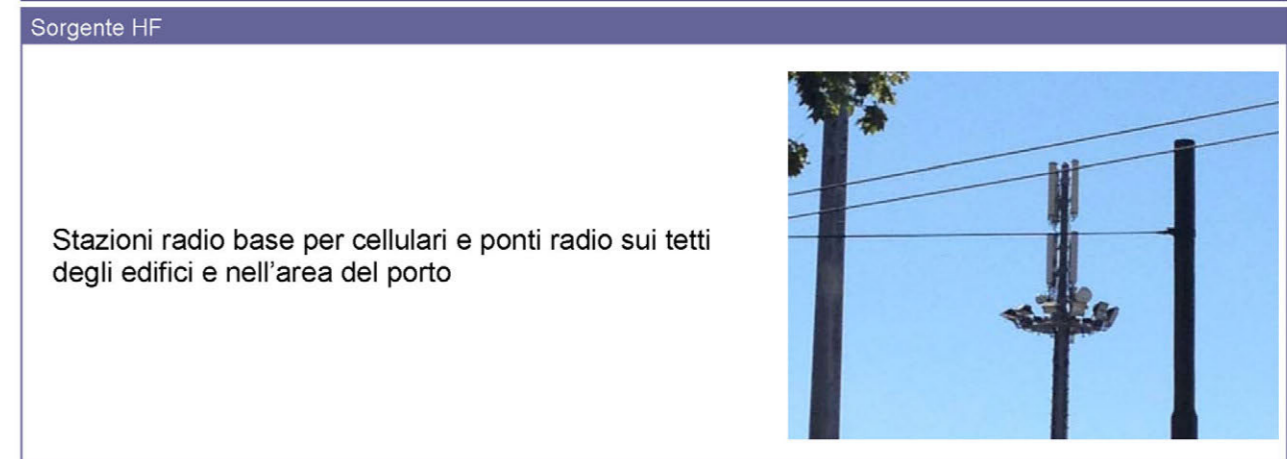 Sorgente HF
Stazioni radio base per cellulari e ponti radio sui tetti
degli edifici e nell'area del porto